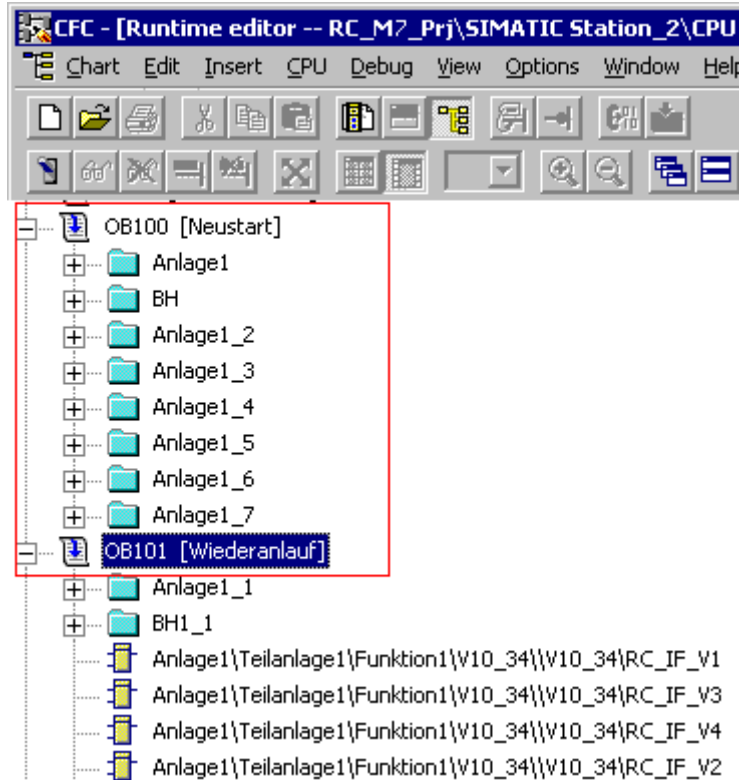 CFC - [Runtime editor -- RC_M7_Prj\SIMATIC Station_2\CPU
Chart Edit Insert CPU Debug View Options Window Help
OB100 [Neustart]
Anlage1
BH
Anlage1_2
Anlage1_3
Anlage1_4
Anlage1_5
Anlage1_6
Anlage1_7
OB101 [Wiederanlauf]
Anlage1_1
BH1_1
Anlage1\Teilanlage1\Funktion1\V10_34\\V10_34\RC_IF_V1
Anlage1\Teilanlage1\Funktion1\V10_34\\V10_34\RC_IF_V3
Anlage1\Teilanlage1\Funktion1\V10_34\\V10_34\RC_IF_V4
Anlage1\Teilanlage1\Funktion1\V10_34\\V10_34\RC_IF_V2